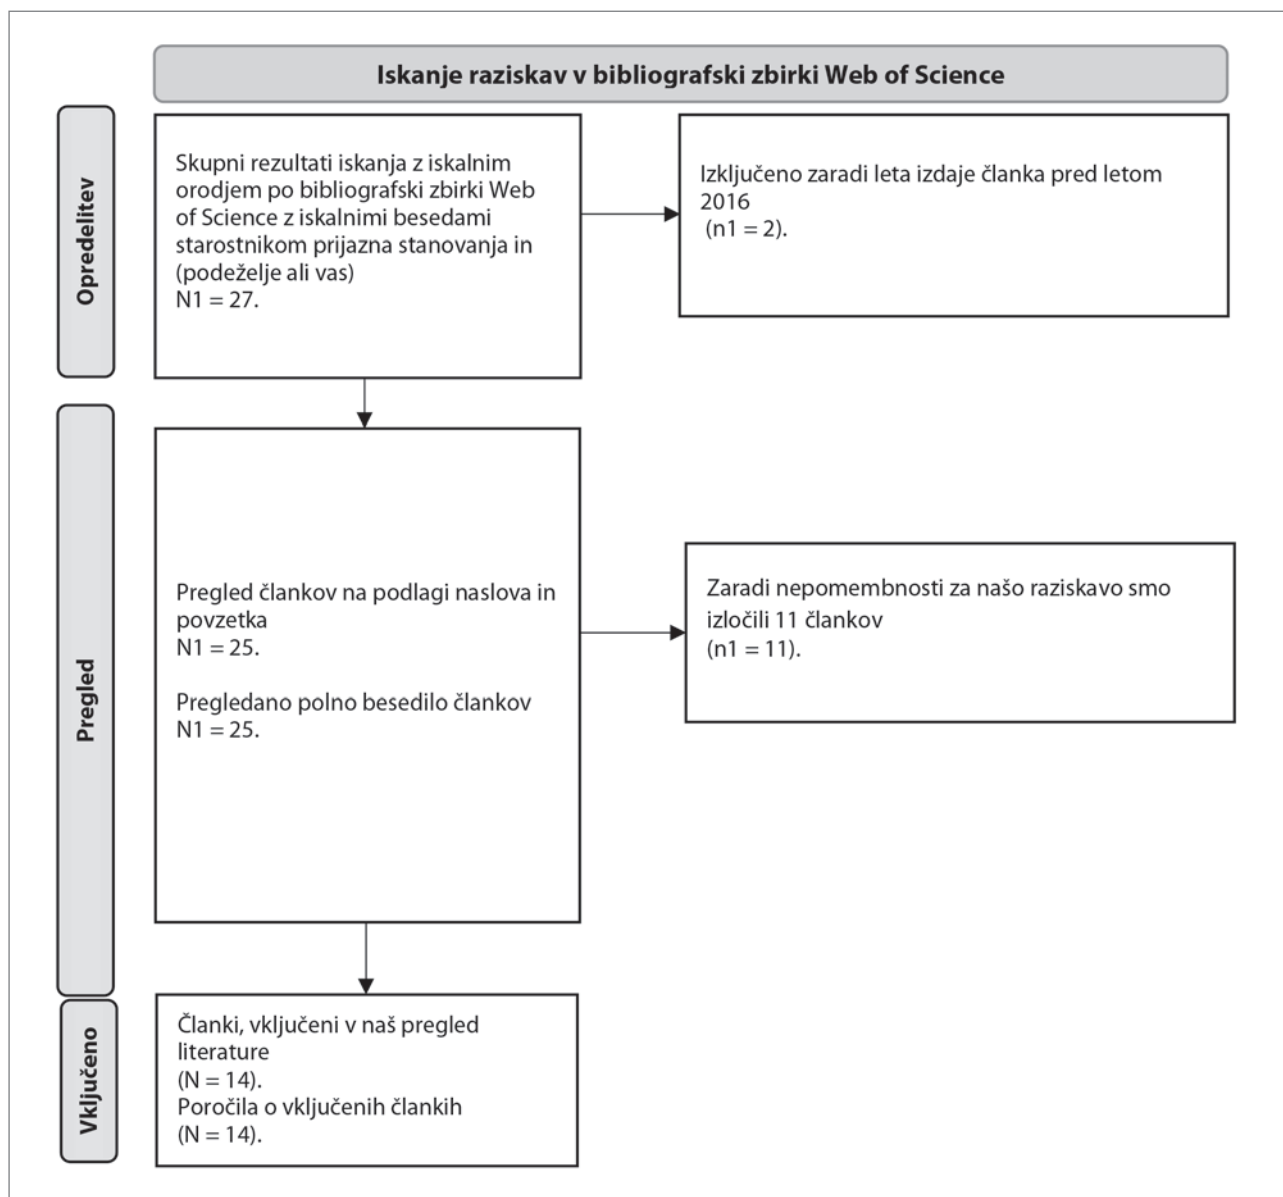 Iskanje raziskav v bibliografski zbirki Web of Science
Opredelitev
Skupni rezultati iskanja z iskalnim
orodjem po bibliografski zbirki Web
of Science z iskalnimi besedami
starostnikom prijazna stanovanja in
(podeželje ali vas)
N1 = 27.
Izključeno zaradi leta izdaje članka pred letom
2016
(n1 = 2).
Pregled
Pregled člankov na podlagi naslova in
povzetka
N1 = 25.
Pregledano polno besedilo člankov
N1 = 25.
Zaradi nepomembnosti za našo raziskavo smo
izločili 11 člankov
(n1 = 11).
Vključeno
Članki, vključeni v naš pregled
literature
(N = 14).
Poročila o vključenih člankih
(N = 14).